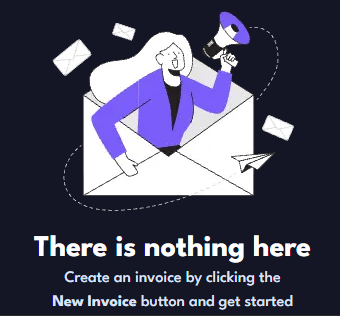 There is nothing here
Create an invoice by clicking the
New Invoice button and get started